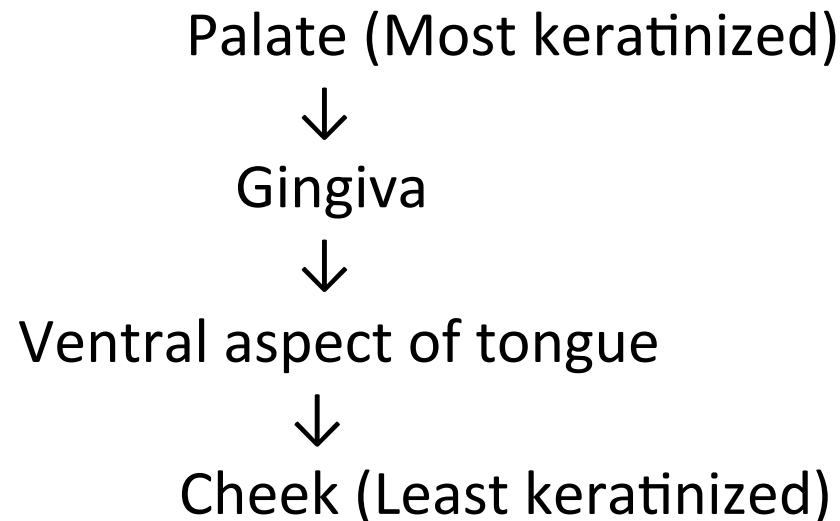 Palate (Most keratinized)
↓
Gingiva
↓
Ventral aspect of tongue
↓
Cheek (Least keratinized)